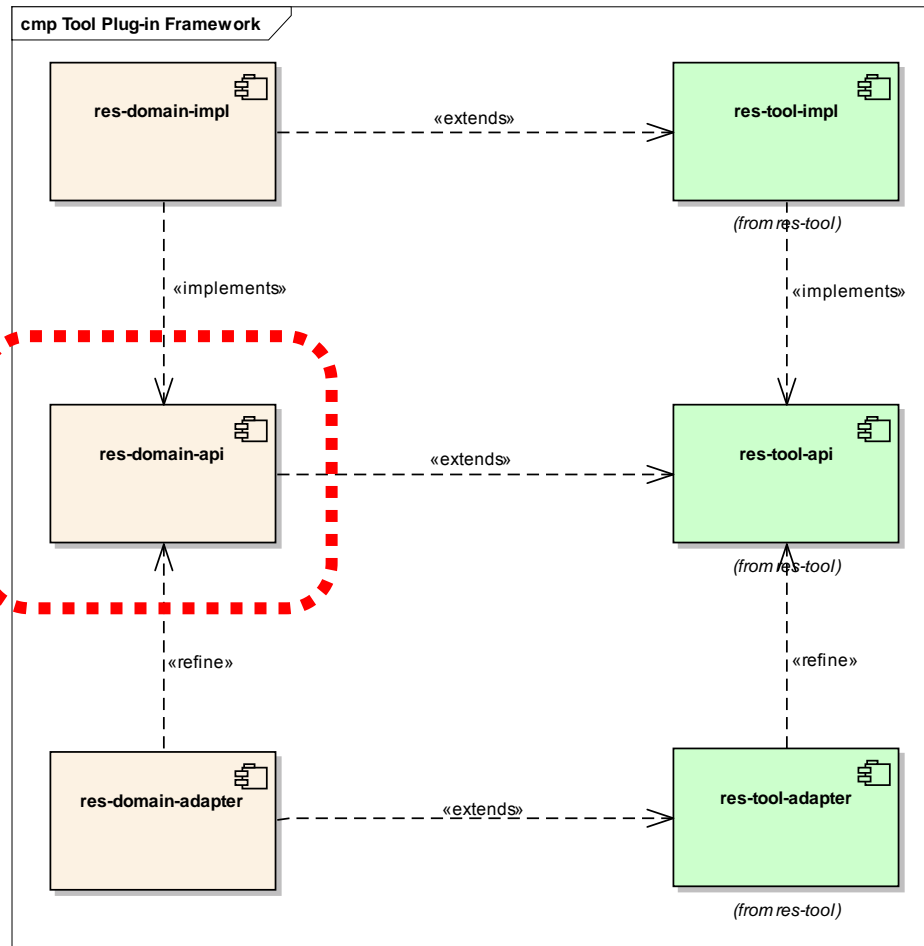 cmp Tool Plug-in Framework
res-domain-impl
«extends»
res-tool-impl
(from res-tool)
«implements»
«implements»
res-domain-api
«extends»
res-tool-api
(from res-tool)
«refine»
«refine»
res-domain-adapter
«extends»
res-tool-adapter
(from res-tool)